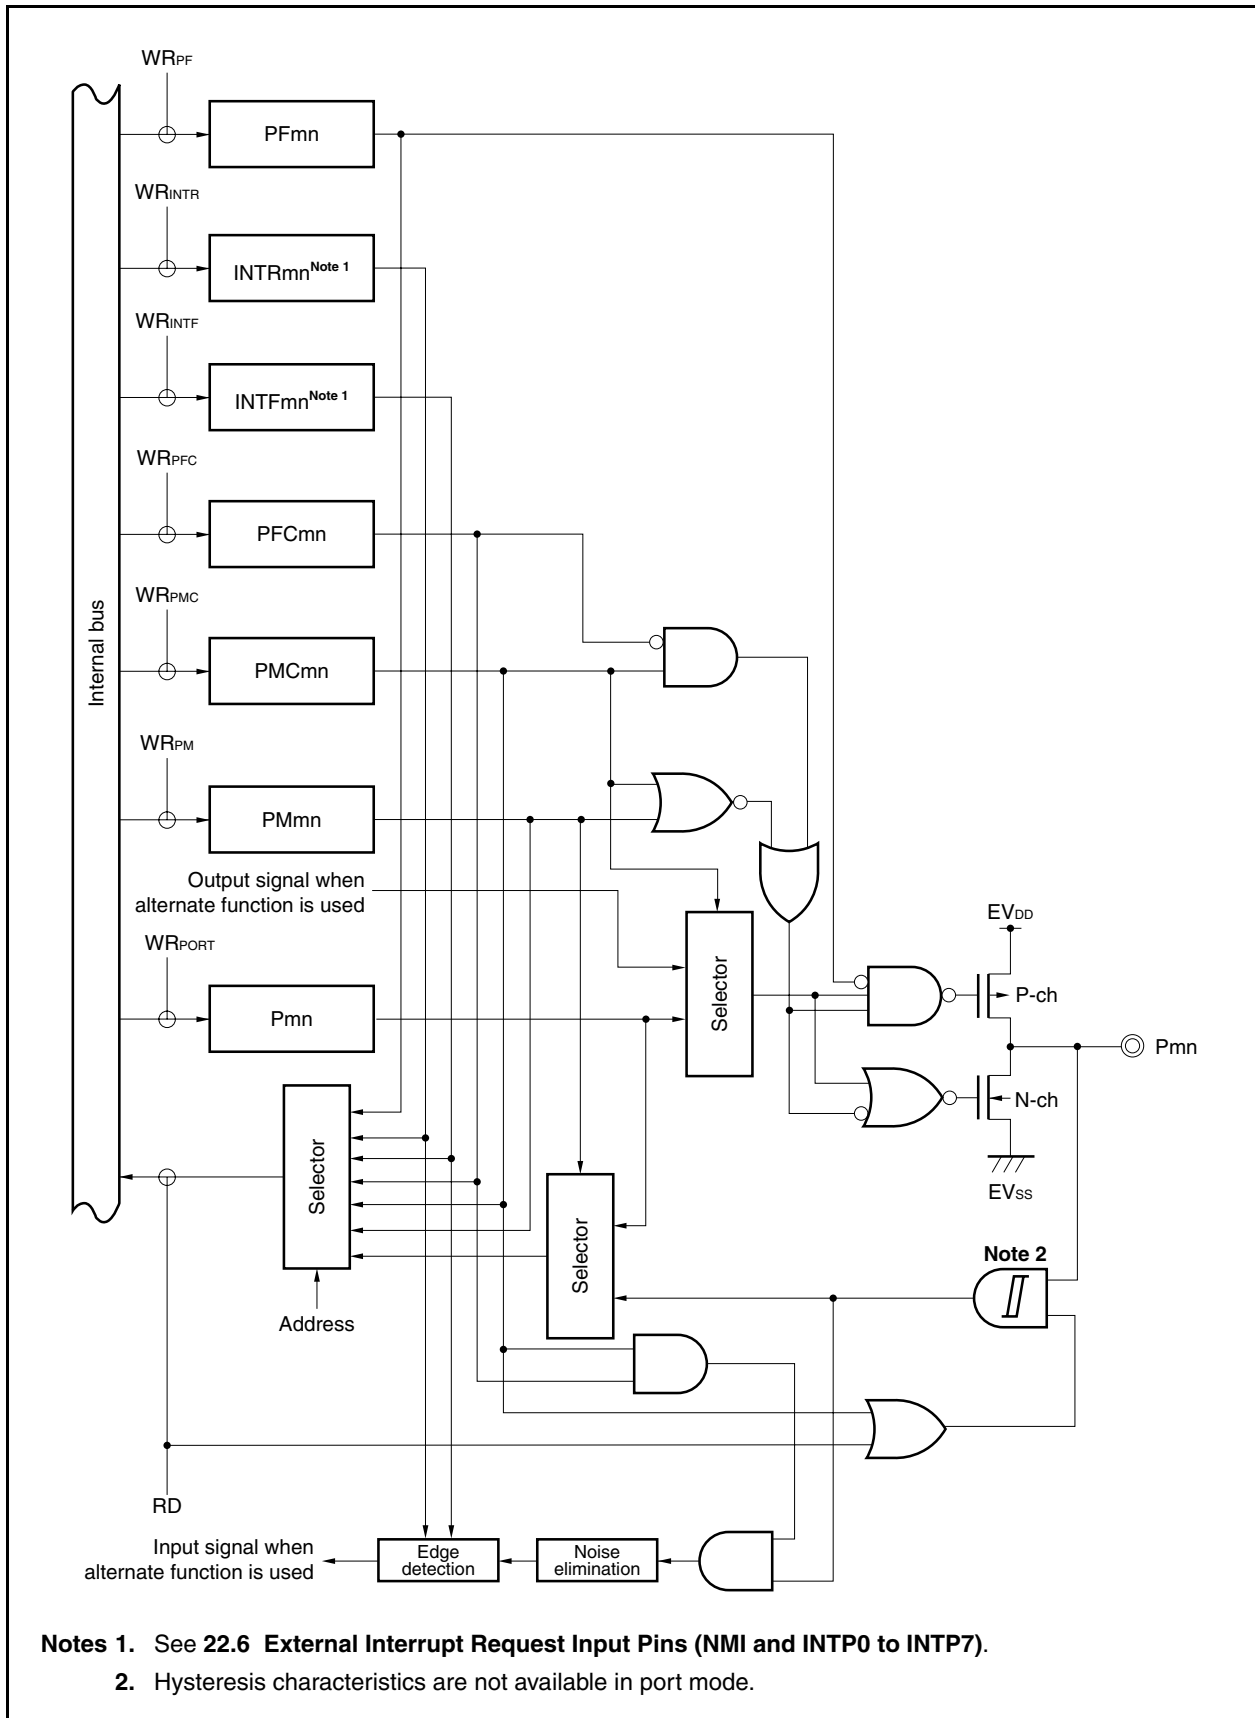 WRPF
PFmn
WRINTR
INTRmnNote 1
WRINTF
INTFmnNote 1
WRPFC
PFCmn
WRPMC
PMCmn
Internal bus
WRPM
PMmn
Output signal when
alternate function is used
WRPORT
Pmn
Selector
EVDD
P-ch
Pmn
N-ch
EVSS
Selector
Selector
Note 2
Address
RD
Input signal when
alternate function is used
Edge
detection
Noise
elimination
Notes 1. See 22.6 External Interrupt Request Input Pins (NMI and INTP0 to INTP7).
2. Hysteresis characteristics are not available in port mode.